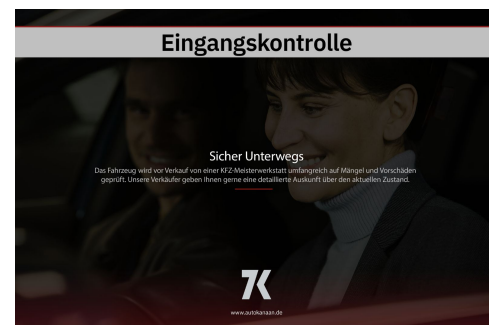 Eingangskontrolle
Sicher Unterwegs
Das Fahrzeug wird vor Verkauf von einer KFZ-Meisterwerkstatt umfangreich auf Mängel und Vorschäden
geprüft. Unsere Verkäufer geben Ihnen gerne eine detaillierte Auskunft über den aktuellen Zustand.
7K
www.autokanaan.de